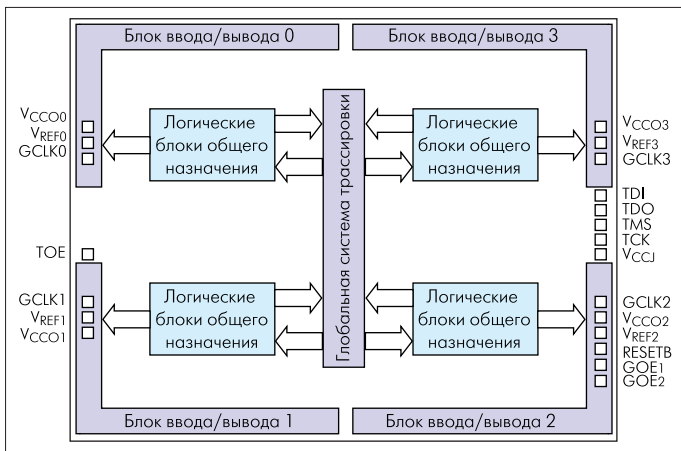 Блок ввода/вывода 0
Блок ввода/вывода 3
VCCO0
VREF0
GCLK0
Логические
блоки общего
назначения
Глобальная система трассировки
Логические
блоки общего
назначения
VCCO3
VREF3
GCLK3
TDI
TDO
TMS
TCK
VCCJ
TOE
GCLK1
VREF1
VCCO1
Логические
блоки общего
назначения
Логические
блоки общего
назначения
GCLK2
VCCO2
VREF2
RESETB
GOE1
GOE2
Блок ввода/вывода 1
Блок ввода/вывода 2